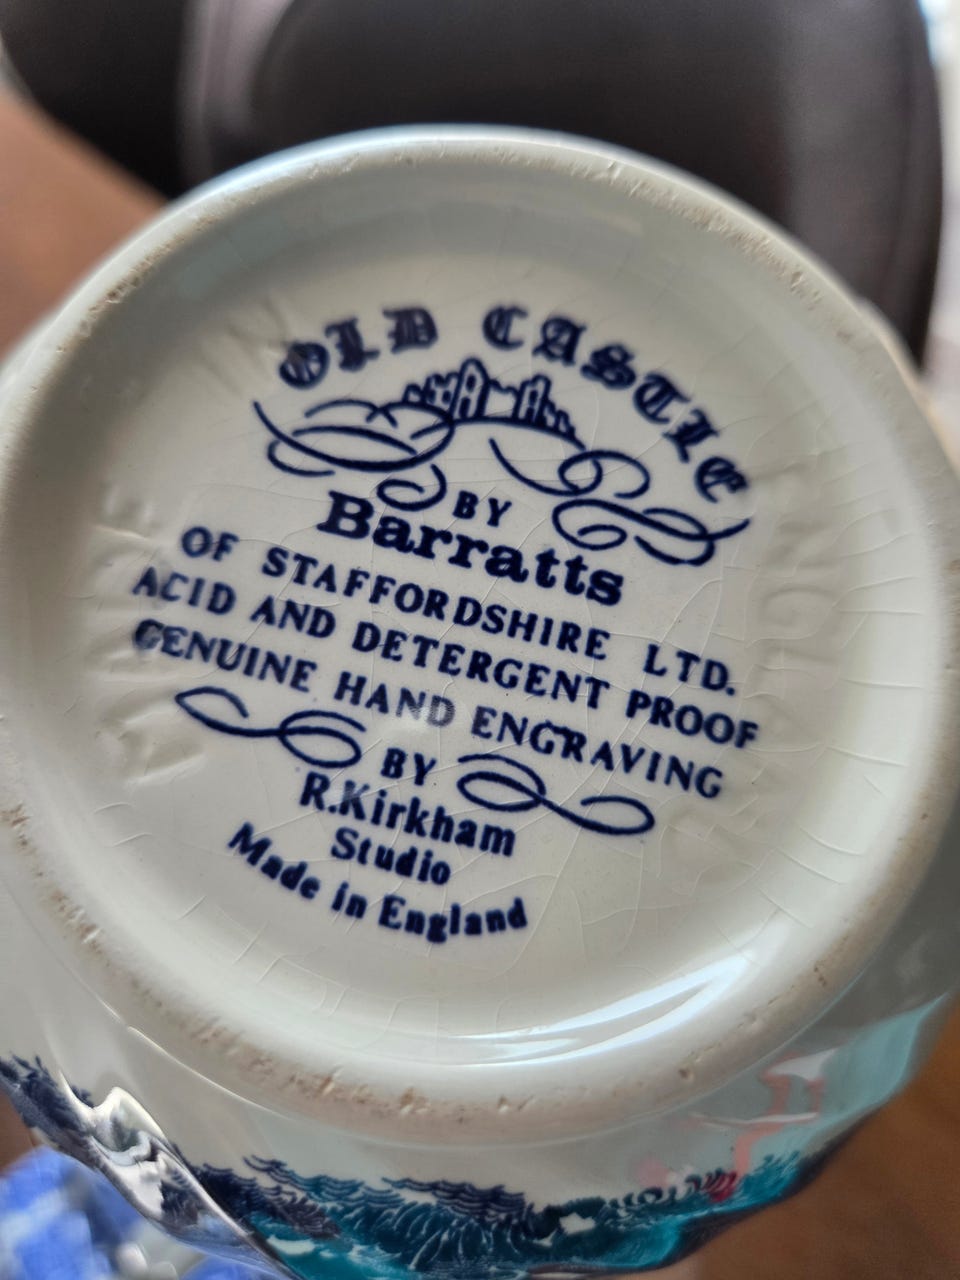 OLD CASTLE
BY
Barratts
OF STAFFORDSHIRE LTD.
ACID AND DETERGENT PROOF
GENUINE HAND ENGRAVING
BY
R.Kirkham
Studio
Made in England